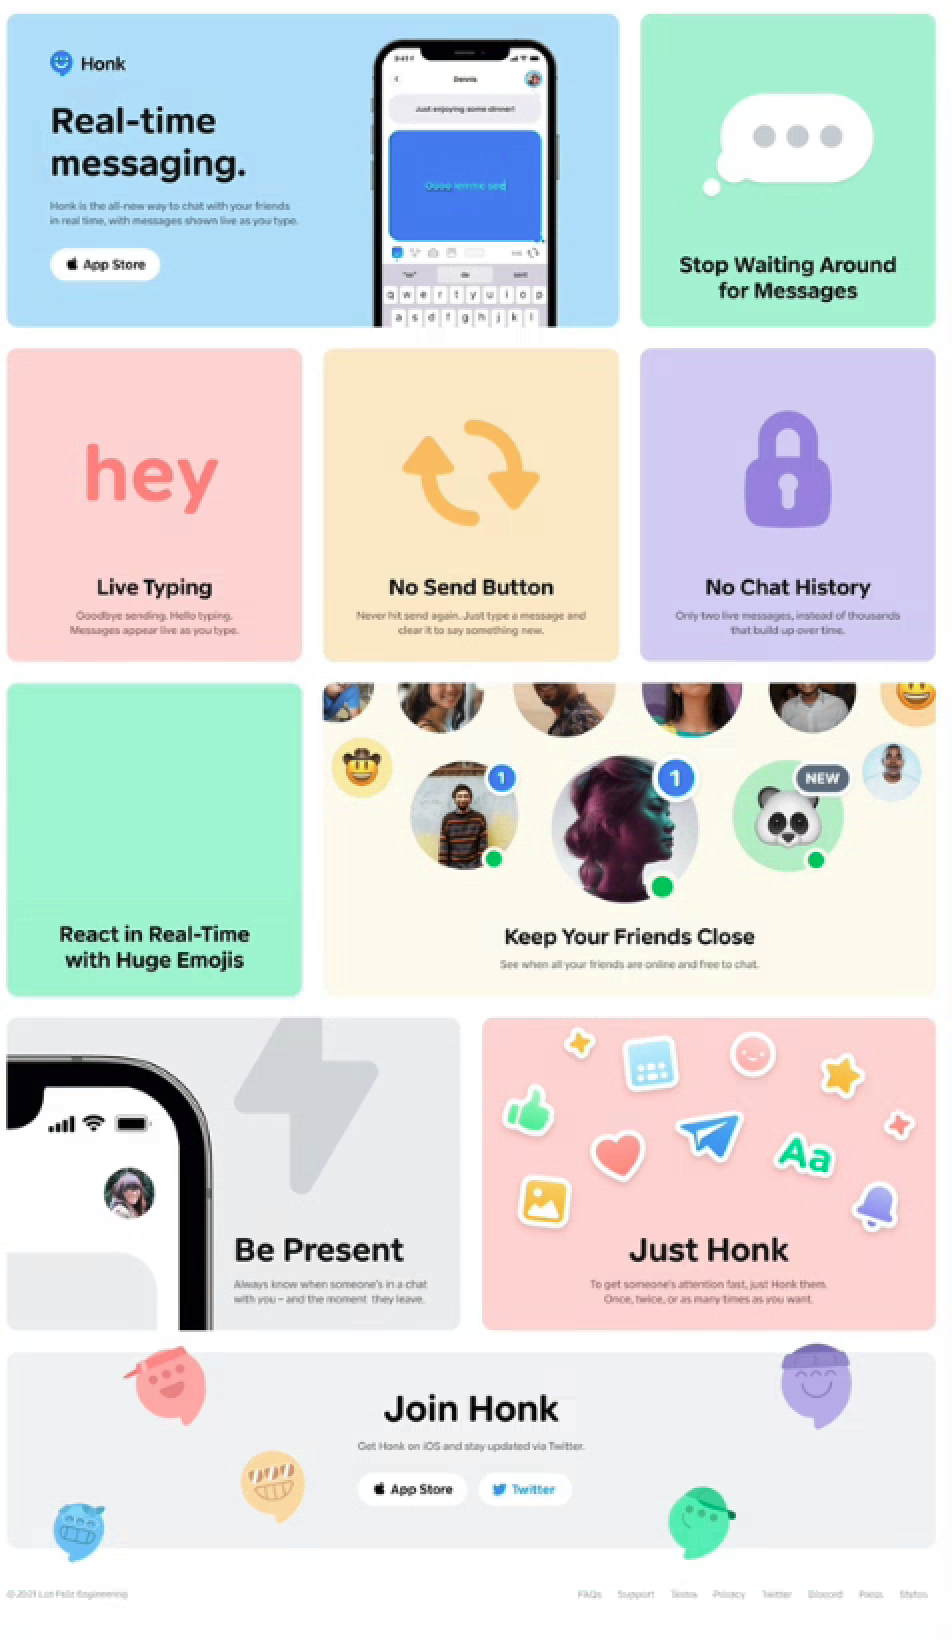 Honk
Real-time
messaging.
Honk is the all-new way to chat with your friends
in real time, with messages shown live as you type.
App Store
9:41
Dennis
Just enjoying some dinner!
Oooo lemme see
q w e r t y u i o p
a s d f g h j k l
Stop Waiting Around
for Messages
hey
Live Typing
Goodbye sending. Hello typing.
Messages appear live as you type.
No Send Button
Never hit send again. Just type a message and
clear it to say something new.
No Chat History
Only two live messages, instead of thousands
that build up over time.
React in Real-Time
with Huge Emojis
1
1
NEW
Keep Your Friends Close
See when all your friends are online and free to chat.
Be Present
Always know when someone's in a chat
with you – and the moment they leave.
Aa
Just Honk
To get someone's attention fast, just Honk them.
Once, twice, or as many times as you want.
Join Honk
Get Honk on iOS and stay updated via Twitter.
App Store
Twitter
© 2021 Los Feliz Engineering
FAQs Support Terms Privacy Twitter Discord Press Status